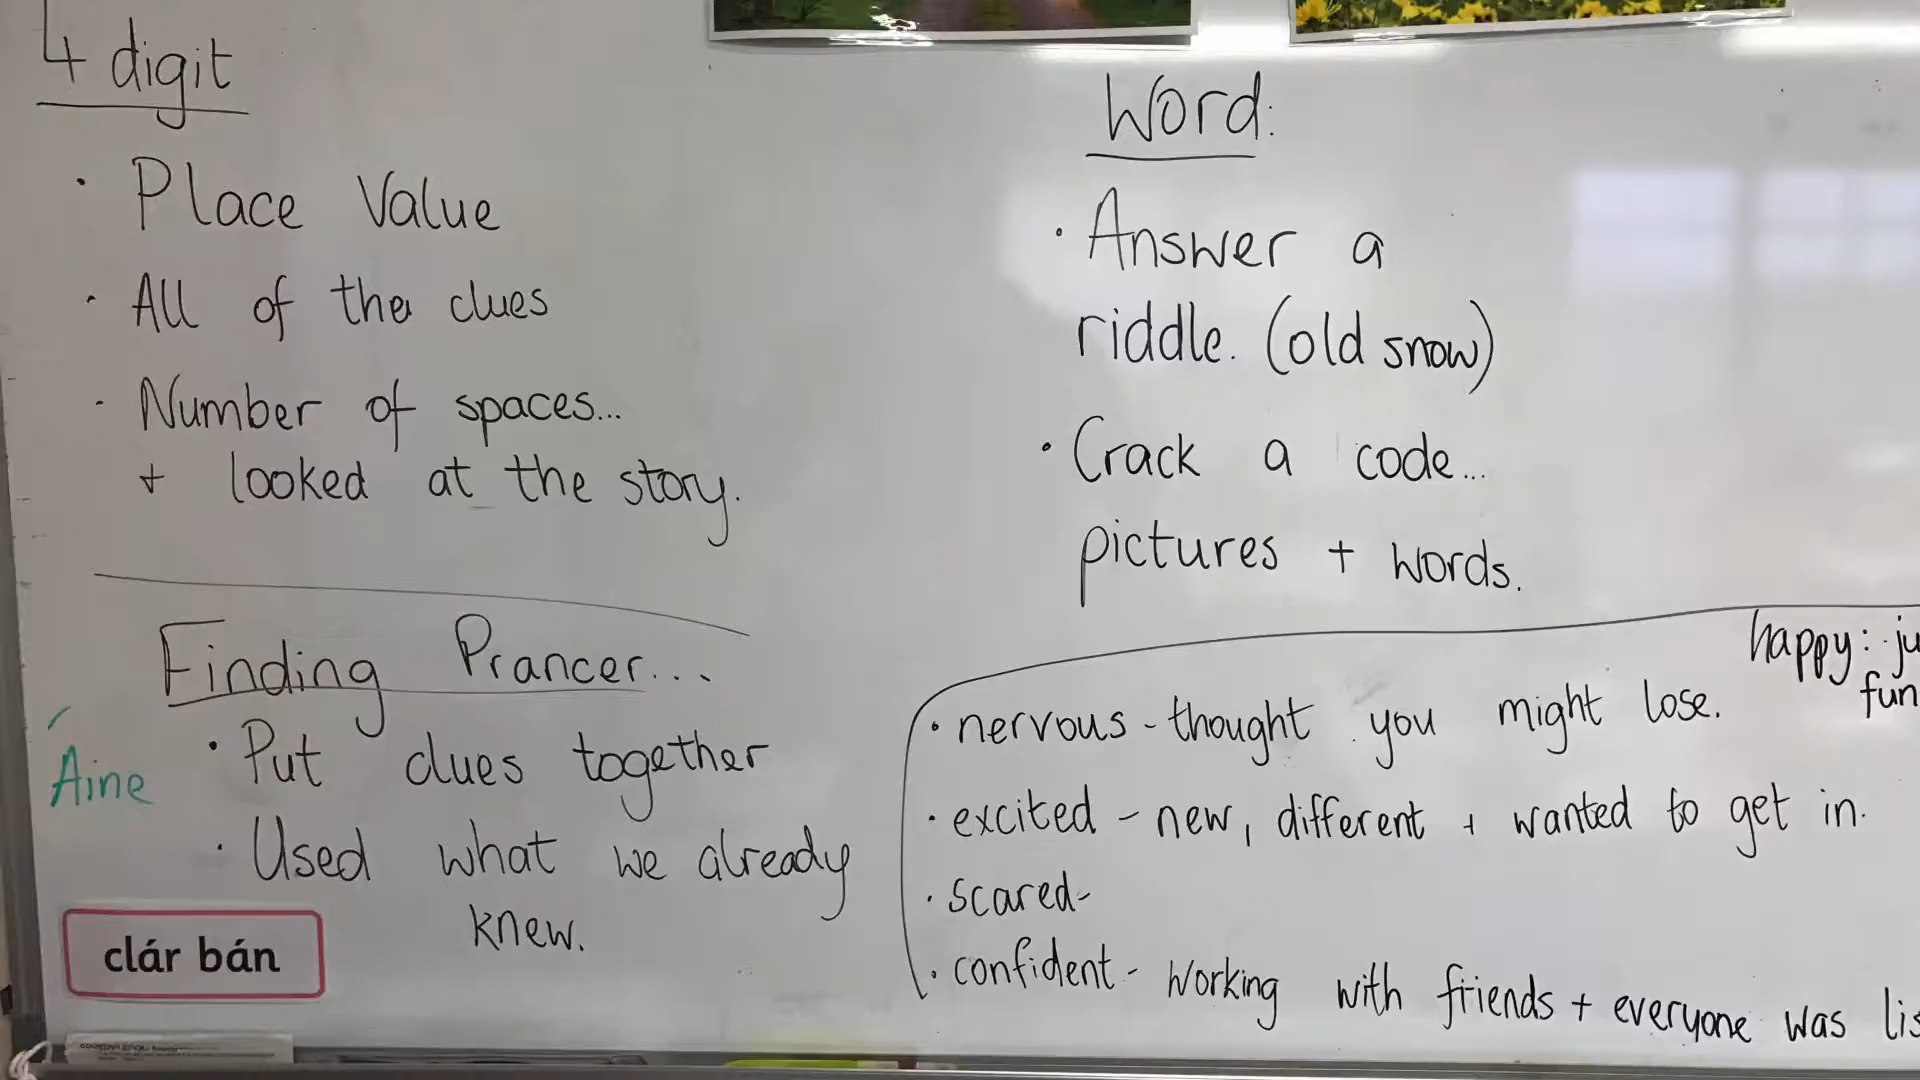 4 digit
· Place Value
· All of the clues
· Number of spaces...
+ looked at the story.
Finding Prancer...
· Put clues together
· Used what we already
knew.
Áine
clár bán
Word:
· Answer a
riddle. (old snow)
· Crack a code...
pictures + words.
happy: ju
fun
· nervous - thought you might lose.
· excited - new, different + wanted to get in.
· scared-
· confident - working with friends + everyone was lis